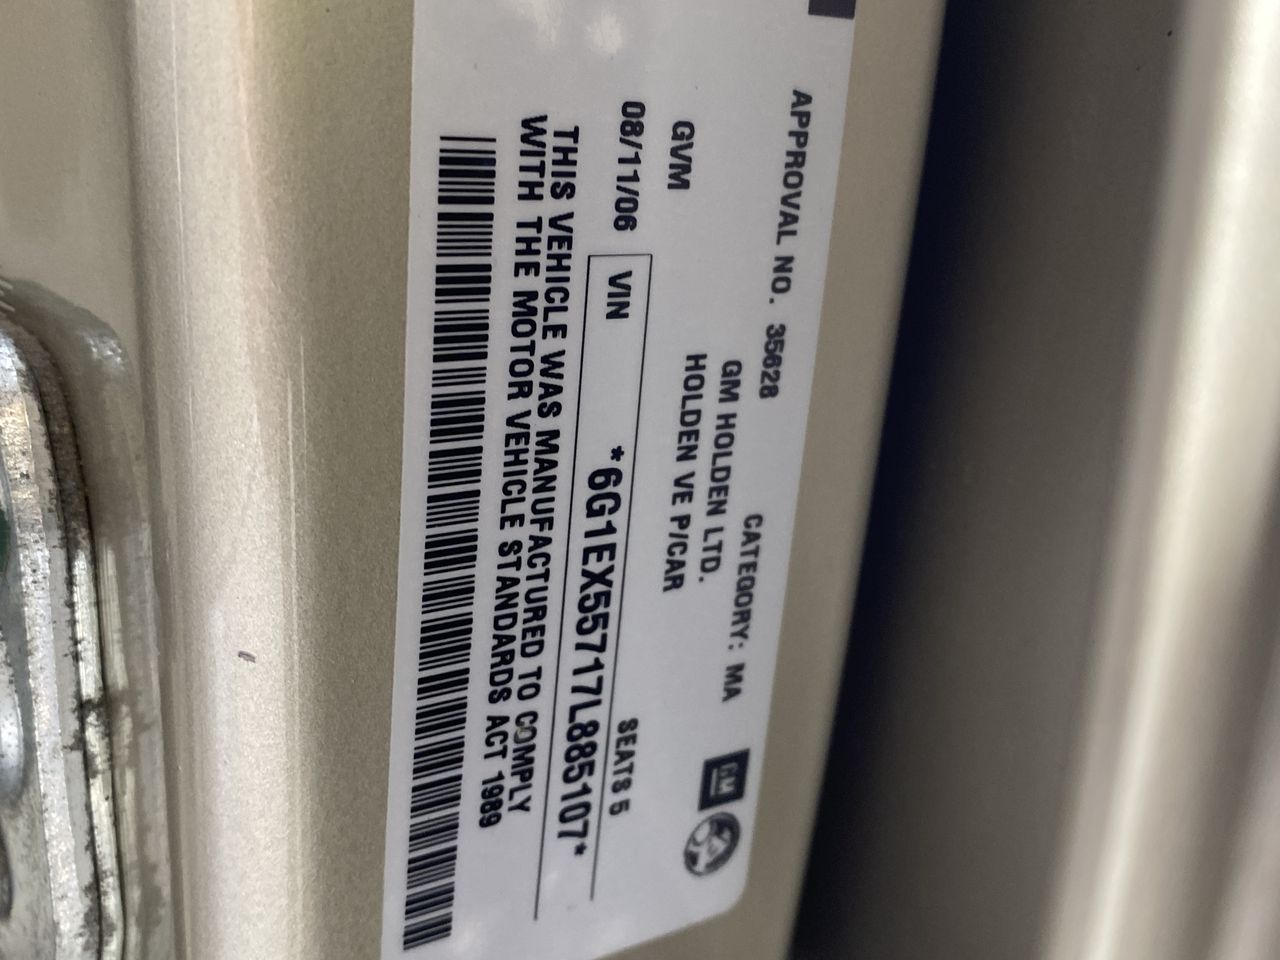 APPROVAL NO. 35628 CATEGORY: MA
GM HOLDEN LTD.
GVM HOLDEN VE P/CAR
GM
08/11/06 SEATS 5
VIN *6G1EX55717L885107*
THIS VEHICLE WAS MANUFACTURED TO COMPLY
WITH THE MOTOR VEHICLE STANDARDS ACT 1989